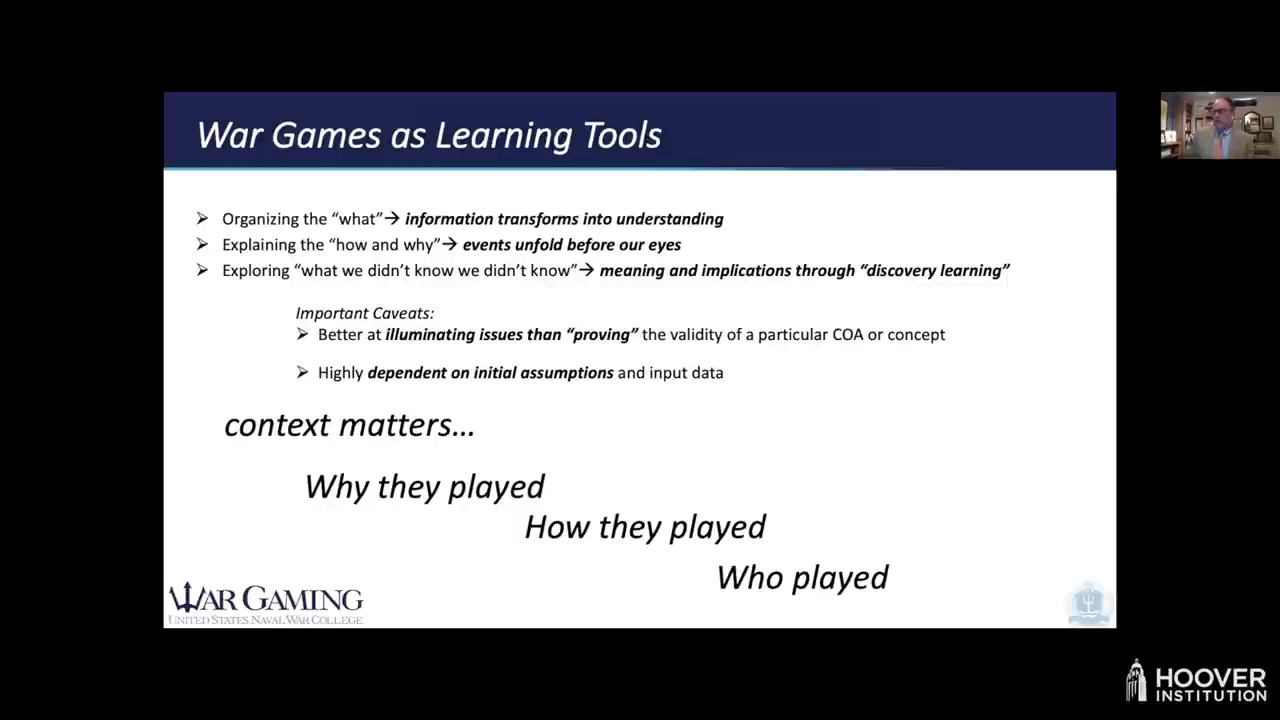 War Games as Learning Tools
➢ Organizing the “what”→ information transforms into understanding
➢ Explaining the “how and why”→ events unfold before our eyes
➢ Exploring “what we didn’t know we didn’t know”→ meaning and implications through “discovery learning”
Important Caveats:
➢ Better at illuminating issues than “proving” the validity of a particular COA or concept
➢ Highly dependent on initial assumptions and input data
context matters…
Why they played
How they played
Who played
WAR GAMING
UNITED STATES NAVAL WAR COLLEGE
HOOVER
INSTITUTION